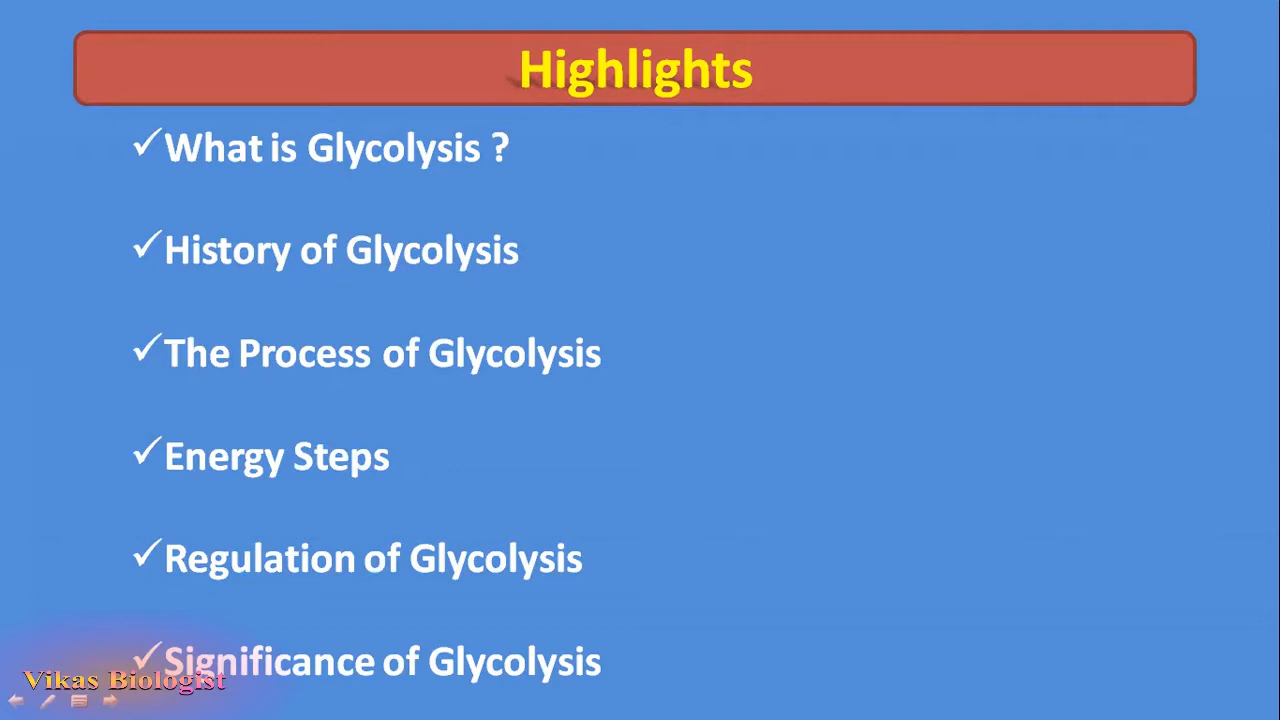 Highlights
✓What is Glycolysis ?
✓History of Glycolysis
✓The Process of Glycolysis
✓Energy Steps
✓Regulation of Glycolysis
✓Significance of Glycolysis
Vikas Biologist